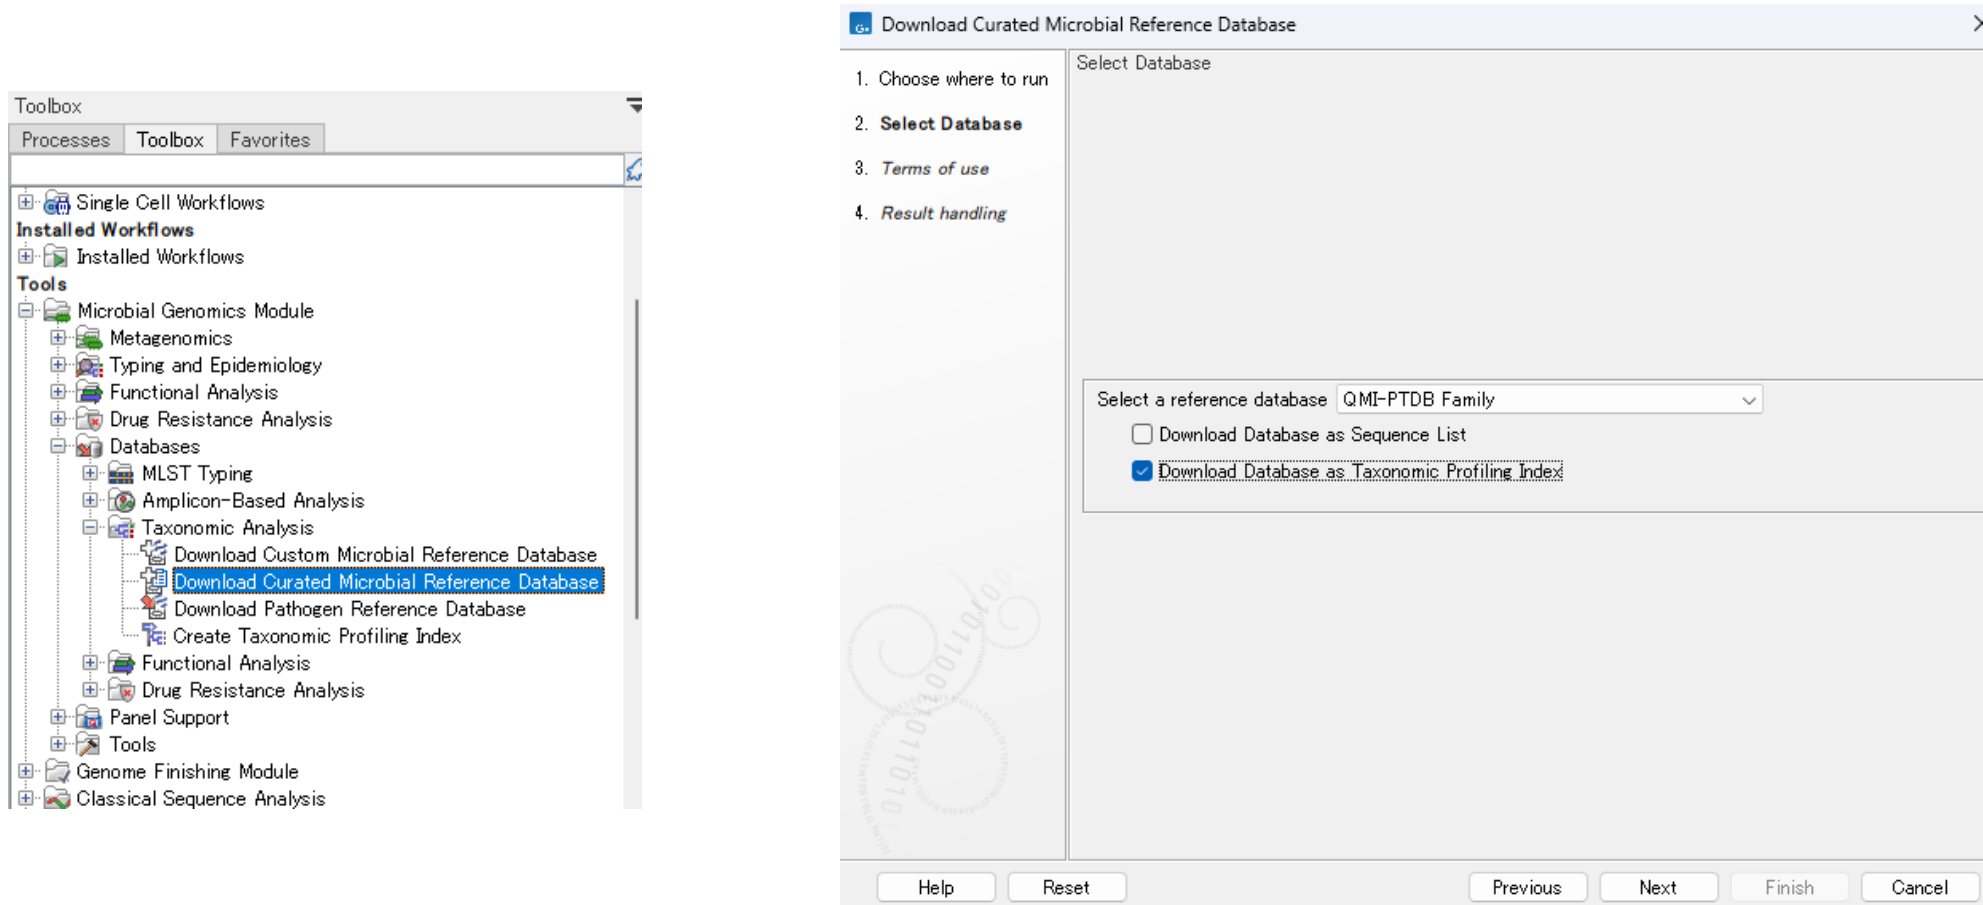 Toolbox
Processes Toolbox Favorites
Single Cell Workflows
Installed Workflows
Installed Workflows
Tools
Microbial Genomics Module
Metagenomics
Typing and Epidemiology
Functional Analysis
Drug Resistance Analysis
Databases
MLST Typing
Amplicon-Based Analysis
Taxonomic Analysis
Download Custom Microbial Reference Database
Download Curated Microbial Reference Database
Download Pathogen Reference Database
Create Taxonomic Profiling Index
Functional Analysis
Drug Resistance Analysis
Panel Support
Tools
Genome Finishing Module
Classical Sequence Analysis
Download Curated Microbial Reference Database
1. Choose where to run
2. Select Database
3. Terms of use
4. Result handling
Select Database
Select a reference database QMI-PTDB Family
Download Database as Sequence List
Download Database as Taxonomic Profiling Index
Help Reset Previous Next Finish Cancel